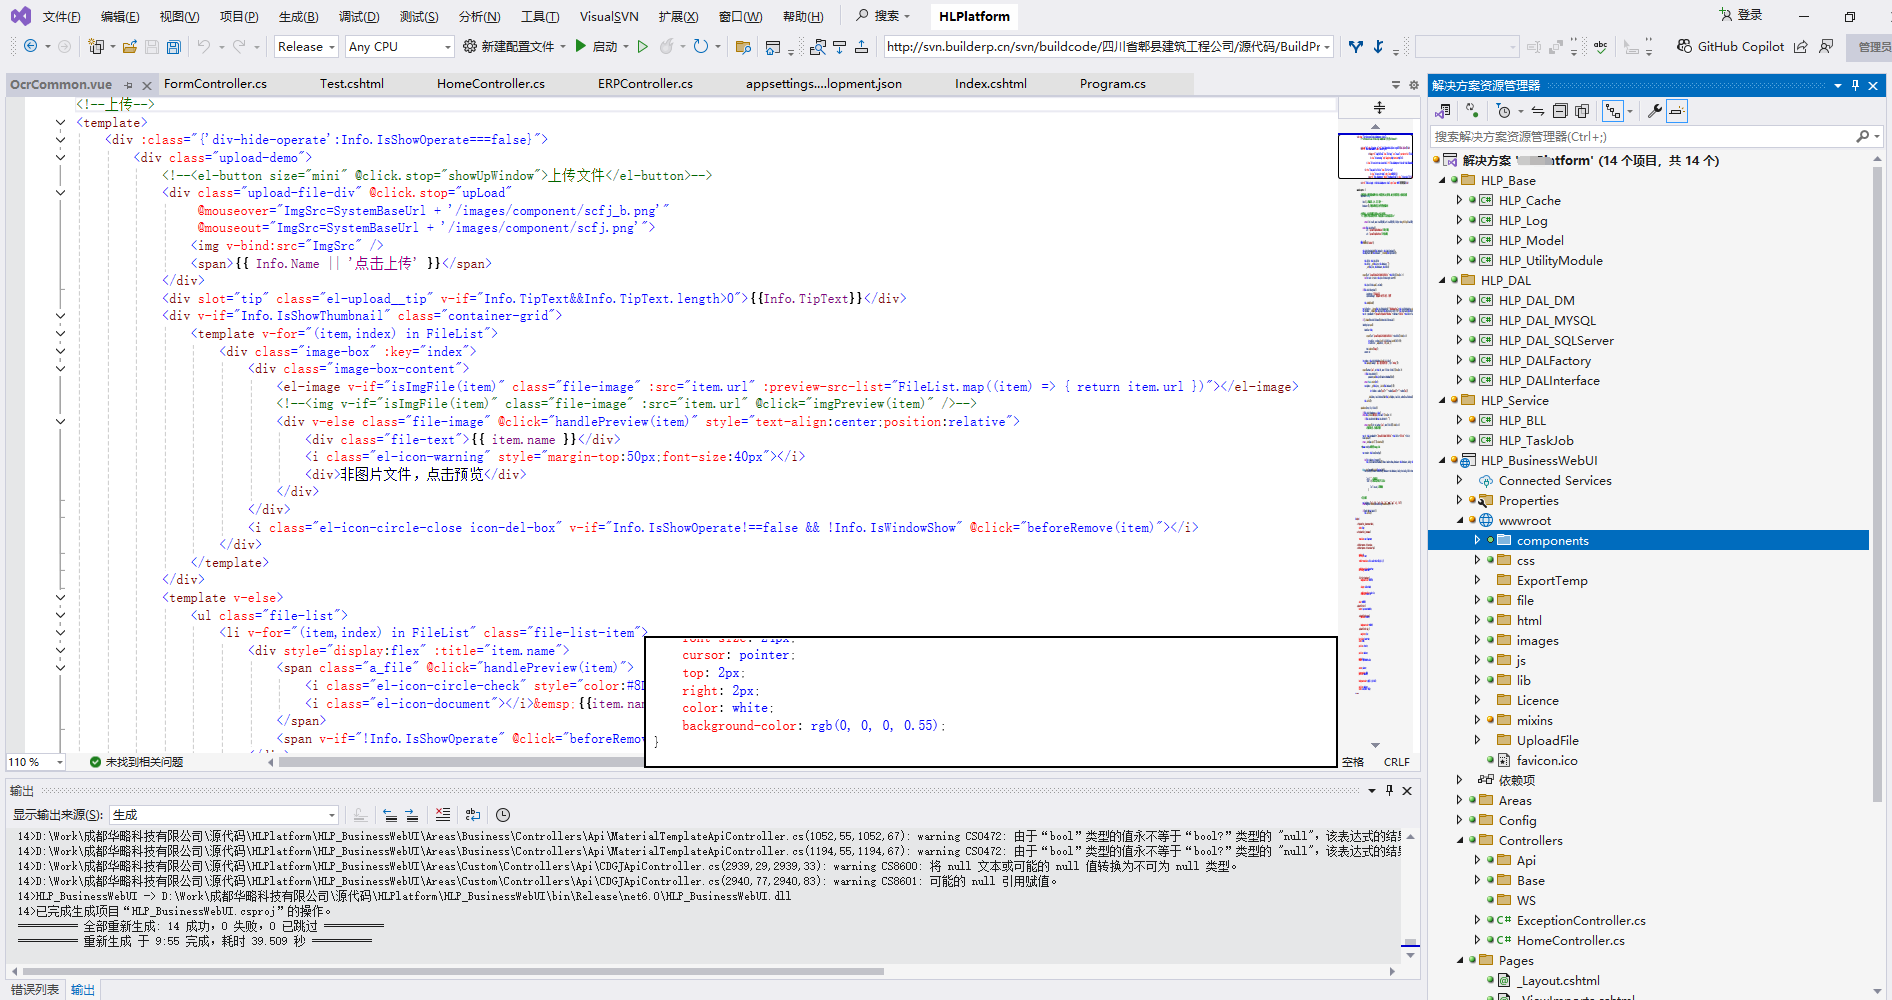 文件(F) 编辑(E) 视图(V) 项目(P) 生成(B) 调试(D) 测试(S) 分析(N) 工具(T) VisualSVN 扩展(X) 窗口(W) 帮助(H) 搜索 HLPlatform 登录
Release Any CPU 新建配置文件 启动 http://svn.builderp.cn/svn/buildcode/四川省郫县建筑工程公司/源代码/BuildPr GitHub Copilot 管理员
OcrCommon.vue FormController.cs Test.cshtml HomeController.cs ERPController.cs appsettings....lopment.json Index.cshtml Program.cs
<!--上传-->
<template>
<div :class="{'div-hide-operate':Info.IsShowOperate===false}">
<div class="upload-demo">
<!--<el-button size="mini" @click.stop="showUpWindow">上传文件</el-button>-->
<div class="upload-file-div" @click.stop="upLoad"
@mouseover="ImgSrc=SystemBaseUrl + '/images/component/scfj_b.png'"
@mouseout="ImgSrc=SystemBaseUrl + '/images/component/scfj.png'">
<img v-bind:src="ImgSrc" />
<span>{{ Info.Name || '点击上传' }}</span>
</div>
<div slot="tip" class="el-upload__tip" v-if="Info.TipText&&Info.TipText.length>0">{{Info.TipText}}</div>
<div v-if="Info.IsShowThumbnail" class="container-grid">
<template v-for="(item,index) in FileList">
<div class="image-box" :key="index">
<div class="image-box-content">
<el-image v-if="isImgFile(item)" class="file-image" :src="item.url" :preview-src-list="FileList.map((item) => { return item.url })"></el-image>
<!--<img v-if="isImgFile(item)" class="file-image" :src="item.url" @click="imgPreview(item)" />-->
<div v-else class="file-image" @click="handlePreview(item)" style="text-align:center;position:relative">
<div class="file-text">{{ item.name }}</div>
<i class="el-icon-warning" style="margin-top:50px;font-size:40px"></i>
<div>非图片文件，点击预览</div>
</div>
</div>
<i class="el-icon-circle-close icon-del-box" v-if="Info.IsShowOperate!==false && !Info.IsWindowShow" @click="beforeRemove(item)"></i>
</div>
</template>
</div>
<template v-else>
<ul class="file-list">
<li v-for="(item,index) in FileList" class="file-list-item">
<div style="display:flex" :title="item.name">
<span class="a_file" @click="handlePreview(item)">
<i class="el-icon-circle-check" style="color:#8D
<i class="el-icon-document"></i>&emsp;{{item.nam
</span>
<span v-if="!Info.IsShowOperate" @click="beforeRemov
cursor: pointer;
top: 2px;
right: 2px;
color: white;
background-color: rgb(0, 0, 0, 0.55);
}
110 % 未找到相关问题 空格 CRLF
输出
显示输出来源(S): 生成
14>D:\Work\成都华略科技有限公司\源代码\HLPlatform\HLP_BusinessWebUI\Areas\Business\Controllers\Api\MaterialTemplateApiController.cs(1052,55,1052,67): warning CS0472: 由于“bool”类型的值永不等于“bool?”类型的 "null"，该表达式的结果
14>D:\Work\成都华略科技有限公司\源代码\HLPlatform\HLP_BusinessWebUI\Areas\Business\Controllers\Api\MaterialTemplateApiController.cs(1194,55,1194,67): warning CS0472: 由于“bool”类型的值永不等于“bool?”类型的 "null"，该表达式的结果
14>D:\Work\成都华略科技有限公司\源代码\HLPlatform\HLP_BusinessWebUI\Areas\Custom\Controllers\Api\CDGJApiController.cs(2939,29,2939,33): warning CS8600: 将 null 文本或可能的 null 值转换为不可为 null 类型。
14>D:\Work\成都华略科技有限公司\源代码\HLPlatform\HLP_BusinessWebUI\Areas\Custom\Controllers\Api\CDGJApiController.cs(2940,77,2940,83): warning CS8601: 可能的 null 引用赋值。
14>HLP_BusinessWebUI -> D:\Work\成都华略科技有限公司\源代码\HLPlatform\HLP_BusinessWebUI\bin\Release\net6.0\HLP_BusinessWebUI.dll
14>已完成生成项目“HLP_BusinessWebUI.csproj”的操作。
========== 全部重新生成: 14 成功，0 失败，0 已跳过 ==========
========== 重新生成 于 9:55 完成，耗时 39.509 秒 ==========
错误列表 输出
解决方案资源管理器
搜索解决方案资源管理器(Ctrl+;)
解决方案 'latform' (14 个项目，共 14 个)
HLP_Base
HLP_Cache
HLP_Log
HLP_Model
HLP_UtilityModule
HLP_DAL
HLP_DAL_DM
HLP_DAL_MYSQL
HLP_DAL_SQLServer
HLP_DALFactory
HLP_DALInterface
HLP_Service
HLP_BLL
HLP_TaskJob
HLP_BusinessWebUI
Connected Services
Properties
wwwroot
components
css
ExportTemp
file
html
images
js
lib
Licence
mixins
UploadFile
favicon.ico
依赖项
Areas
Config
Controllers
Api
Base
WS
ExceptionController.cs
HomeController.cs
Pages
_Layout.cshtml